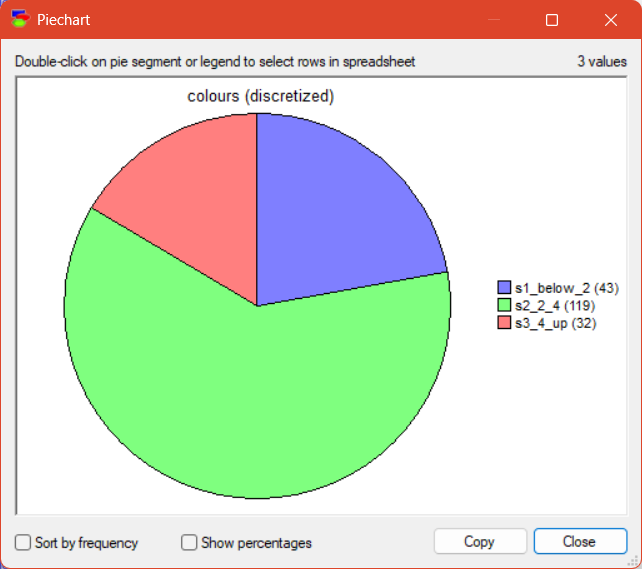 Piechart
Double-click on pie segment or legend to select rows in spreadsheet 3 values
colours (discretized)
s1_below_2 (43)
s2_2_4 (119)
s3_4_up (32)
Sort by frequency Show percentages Copy Close